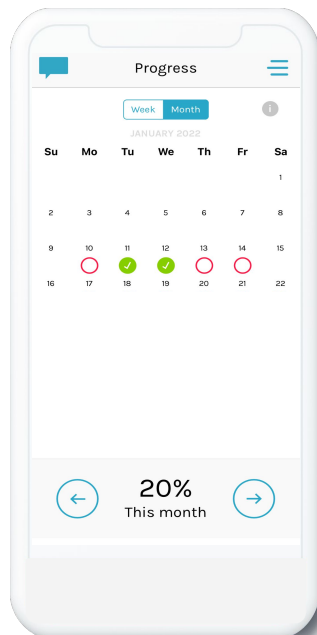 Progress
Week Month
i
JANUARY 2022
Su Mo Tu We Th Fr Sa
1
2 3 4 5 6 7 8
9 10 11 12 13 14 15
16 17 18 19 20 21 22
20%
This month